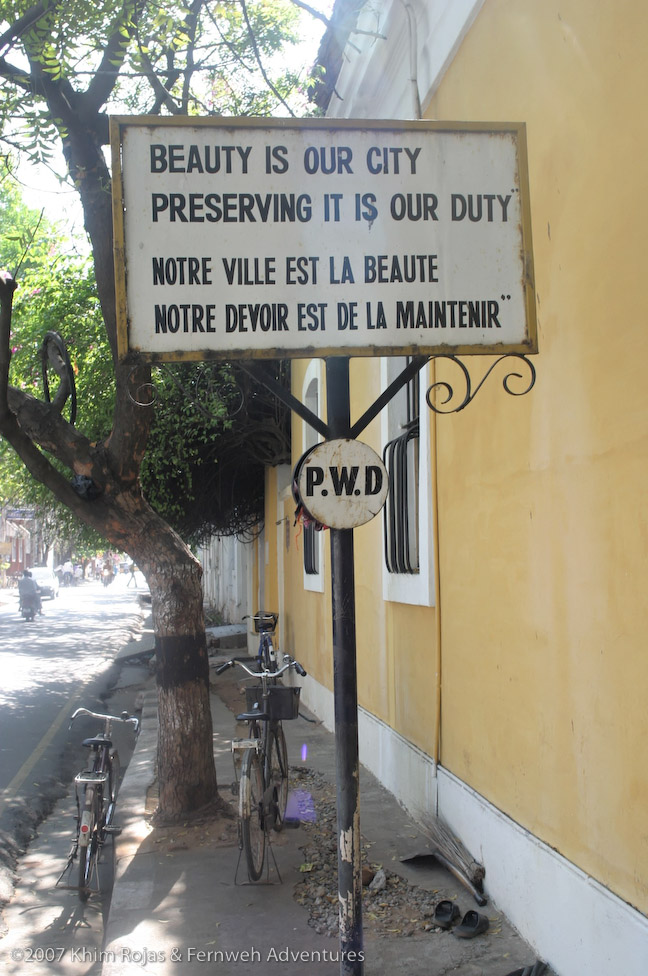 BEAUTY IS OUR CITY
PRESERVING IT IS OUR DUTY"
NOTRE VILLE EST LA BEAUTE
NOTRE DEVOIR EST DE LA MAINTENIR"
P.W.D
©2007 Khim Rojas & Fernweh Adventures